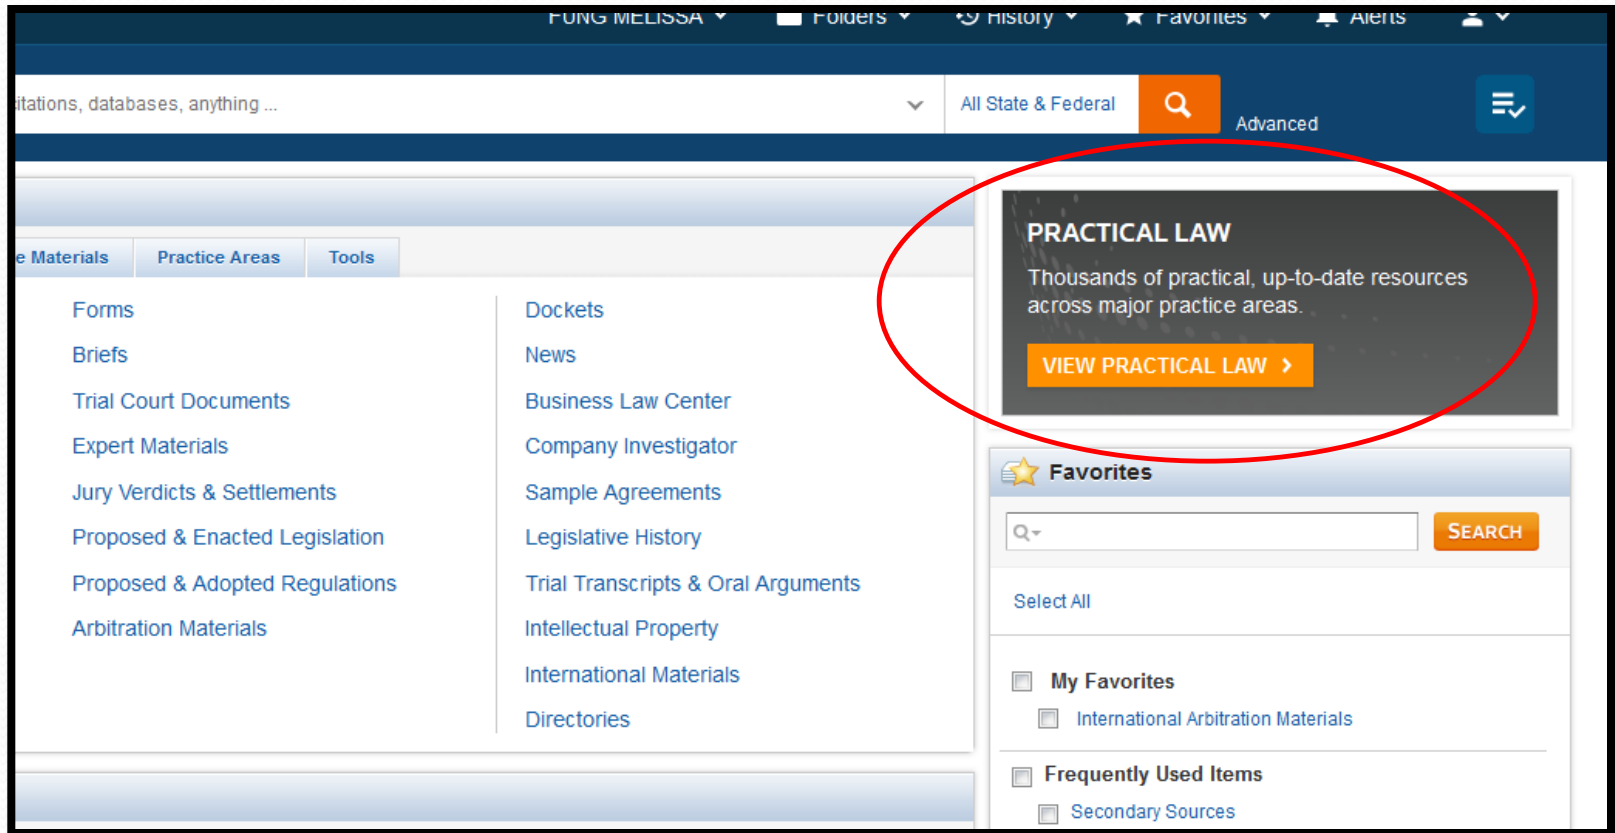 FUNG MELISSA Folders History Favorites Alerts
itations, databases, anything ... All State & Federal
Advanced
PRACTICAL LAW
Thousands of practical, up-to-date resources
across major practice areas.
VIEW PRACTICAL LAW
e Materials Practice Areas Tools
Forms
Briefs
Trial Court Documents
Expert Materials
Jury Verdicts & Settlements
Proposed & Enacted Legislation
Proposed & Adopted Regulations
Arbitration Materials
Dockets
News
Business Law Center
Company Investigator
Sample Agreements
Legislative History
Trial Transcripts & Oral Arguments
Intellectual Property
International Materials
Directories
Favorites
SEARCH
Select All
My Favorites
International Arbitration Materials
Frequently Used Items
Secondary Sources